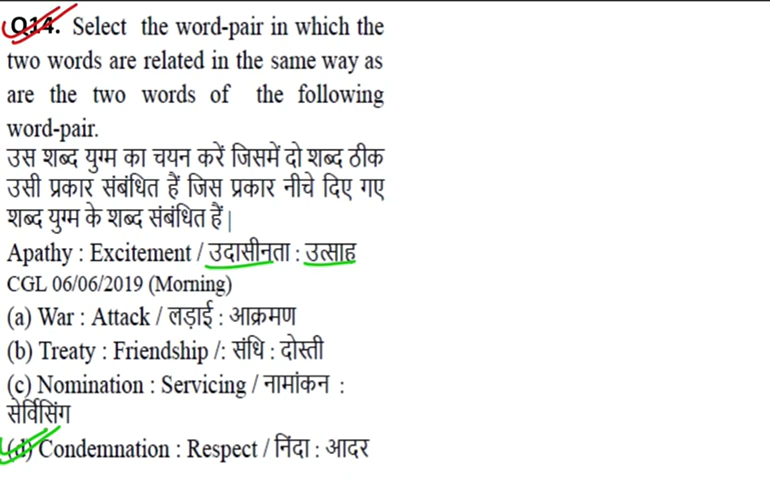 Q14. Select the word-pair in which the
two words are related in the same way as
are the two words of the following
word-pair.
उस शब्द युग्म का चयन करें जिसमें दो शब्द ठीक
उसी प्रकार संबंधित हैं जिस प्रकार नीचे दिए गए
शब्द युग्म के शब्द संबंधित हैं|
Apathy : Excitement / उदासीनता : उत्साह
CGL 06/06/2019 (Morning)
(a) War : Attack / लड़ाई : आक्रमण
(b) Treaty : Friendship /: संधि : दोस्ती
(c) Nomination : Servicing / नामांकन :
सेर्विसिंग
(d) Condemnation : Respect / निंदा : आदर